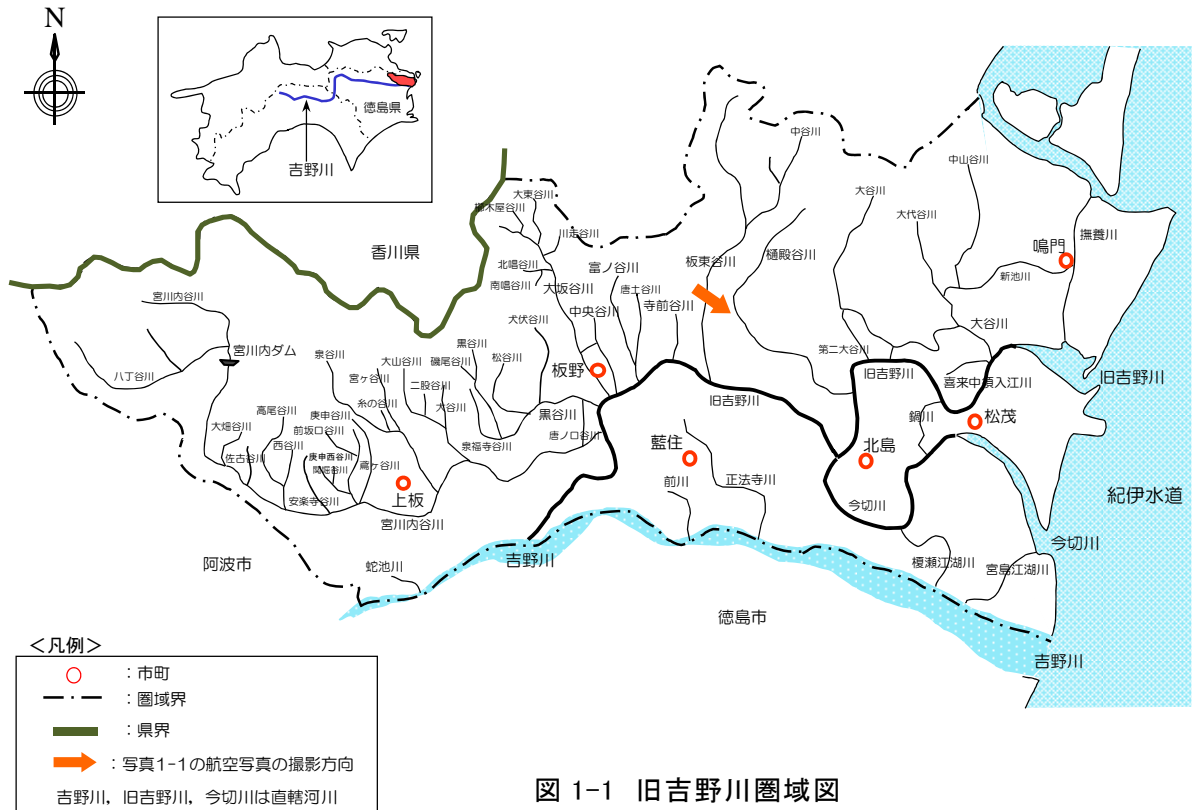 N
徳島県
吉野川
香川県
大東谷川
櫛木屋谷川
川走谷川
北唱谷川
南唱谷川
大坂谷川
富ノ谷川
中央谷川
唐土谷川
寺前谷川
板東谷川
樋殿谷川
中谷川
大谷川
大代谷川
中山谷川
鳴門
撫養川
新池川
大谷川
第二大谷川
旧吉野川
喜来中須入江川
旧吉野川
鍋川
松茂
北島
今切川
紀伊水道
今切川
榎瀬江湖川
宮島江湖川
吉野川
宮川内谷川
宮川内ダム
八丁谷川
泉谷川
大山谷川
磯尾谷川
黒谷川
松谷川
犬伏谷川
宮ヶ谷川
二股谷川
糸の谷川
大谷川
板野
黒谷川
唐ノ口谷川
泉福寺谷川
高尾谷川
庚申谷川
大畑谷川
前坂口谷川
西谷川
庚申西谷川
佐古谷川
鳶ヶ谷川
安楽寺谷川
上板
宮川内谷川
旧吉野川
藍住
前川
正法寺川
阿波市
蛇池川
吉野川
徳島市
<凡例>
:市町
:圏域界
:県界
:写真1-1の航空写真の撮影方向
吉野川,旧吉野川,今切川は直轄河川
図 1-1 旧吉野川圏域図